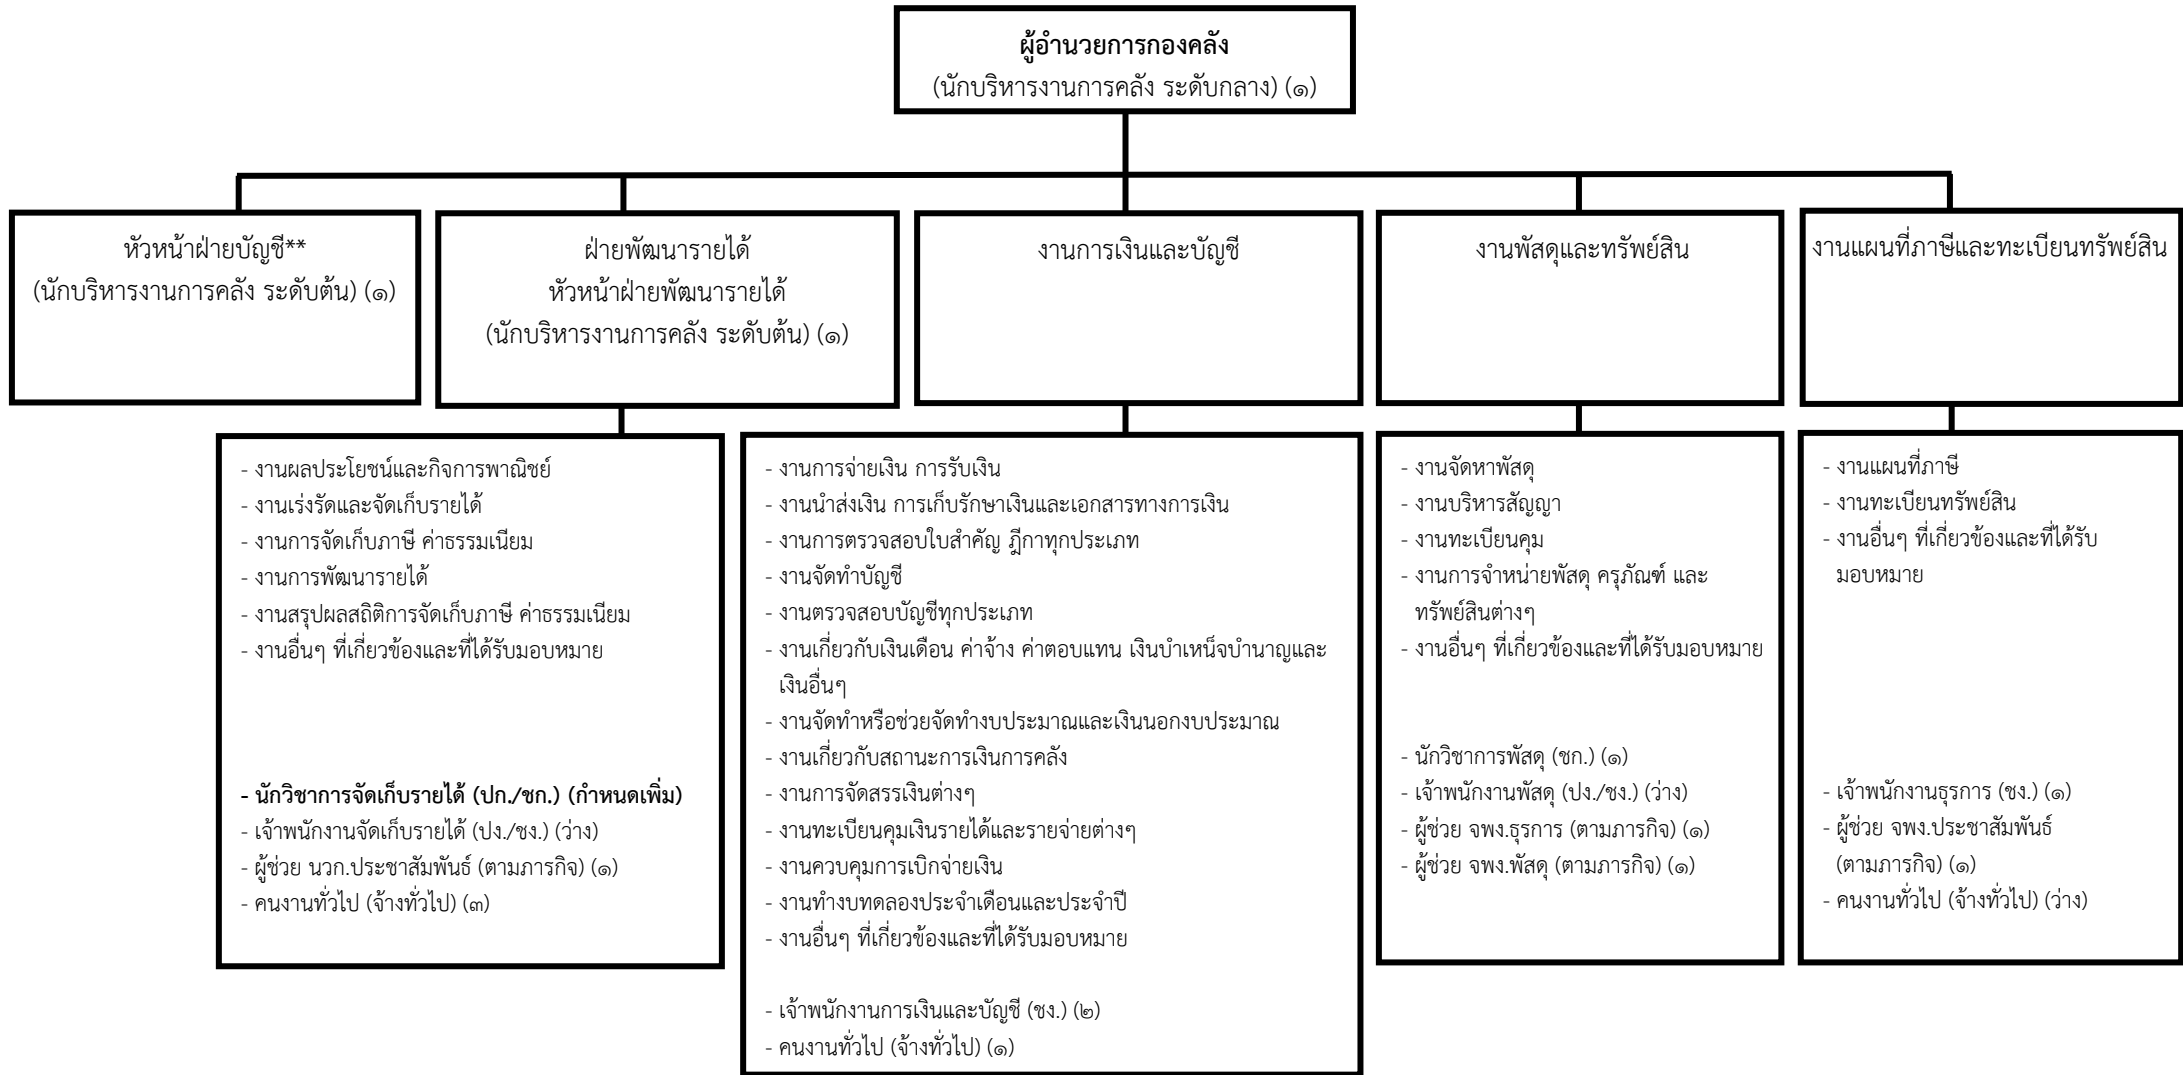 ผู้อำนวยการกองคลัง
(นักบริหารงานการคลัง ระดับกลาง) (๑)
หัวหน้าฝ่ายบัญชี**
(นักบริหารงานการคลัง ระดับต้น) (๑)
ฝ่ายพัฒนารายได้
หัวหน้าฝ่ายพัฒนารายได้
(นักบริหารงานการคลัง ระดับต้น) (๑)
งานการเงินและบัญชี
งานพัสดุและทรัพย์สิน
งานแผนที่ภาษีและทะเบียนทรัพย์สิน
- งานผลประโยชน์และกิจการพาณิชย์
- งานเร่งรัดและจัดเก็บรายได้
- งานการจัดเก็บภาษี ค่าธรรมเนียม
- งานการพัฒนารายได้
- งานสรุปผลสถิติการจัดเก็บภาษี ค่าธรรมเนียม
- งานอื่นๆ ที่เกี่ยวข้องและที่ได้รับมอบหมาย
- นักวิชาการจัดเก็บรายได้ (ปก./ชก.) (กำหนดเพิ่ม)
- เจ้าพนักงานจัดเก็บรายได้ (ปง./ชง.) (ว่าง)
- ผู้ช่วย นวก.ประชาสัมพันธ์ (ตามภารกิจ) (๑)
- คนงานทั่วไป (จ้างทั่วไป) (๓)
- งานการจ่ายเงิน การรับเงิน
- งานนำส่งเงิน การเก็บรักษาเงินและเอกสารทางการเงิน
- งานการตรวจสอบใบสำคัญ ฎีกาทุกประเภท
- งานจัดทำบัญชี
- งานตรวจสอบบัญชีทุกประเภท
- งานเกี่ยวกับเงินเดือน ค่าจ้าง ค่าตอบแทน เงินบำเหน็จบำนาญและ
เงินอื่นๆ
- งานจัดทำหรือช่วยจัดทำงบประมาณและเงินนอกงบประมาณ
- งานเกี่ยวกับสถานะการเงินการคลัง
- งานการจัดสรรเงินต่างๆ
- งานทะเบียนคุมเงินรายได้และรายจ่ายต่างๆ
- งานควบคุมการเบิกจ่ายเงิน
- งานทำงบทดลองประจำเดือนและประจำปี
- งานอื่นๆ ที่เกี่ยวข้องและที่ได้รับมอบหมาย
- เจ้าพนักงานการเงินและบัญชี (ชง.) (๒)
- คนงานทั่วไป (จ้างทั่วไป) (๑)
- งานจัดหาพัสดุ
- งานบริหารสัญญา
- งานทะเบียนคุม
- งานการจำหน่ายพัสดุ ครุภัณฑ์ และ
ทรัพย์สินต่างๆ
- งานอื่นๆ ที่เกี่ยวข้องและที่ได้รับมอบหมาย
- นักวิชาการพัสดุ (ชก.) (๑)
- เจ้าพนักงานพัสดุ (ปง./ชง.) (ว่าง)
- ผู้ช่วย จพง.ธุรการ (ตามภารกิจ) (๑)
- ผู้ช่วย จพง.พัสดุ (ตามภารกิจ) (๑)
- งานแผนที่ภาษี
- งานทะเบียนทรัพย์สิน
- งานอื่นๆ ที่เกี่ยวข้องและที่ได้รับ
มอบหมาย
- เจ้าพนักงานธุรการ (ชง.) (๑)
- ผู้ช่วย จพง.ประชาสัมพันธ์
(ตามภารกิจ) (๑)
- คนงานทั่วไป (จ้างทั่วไป) (ว่าง)